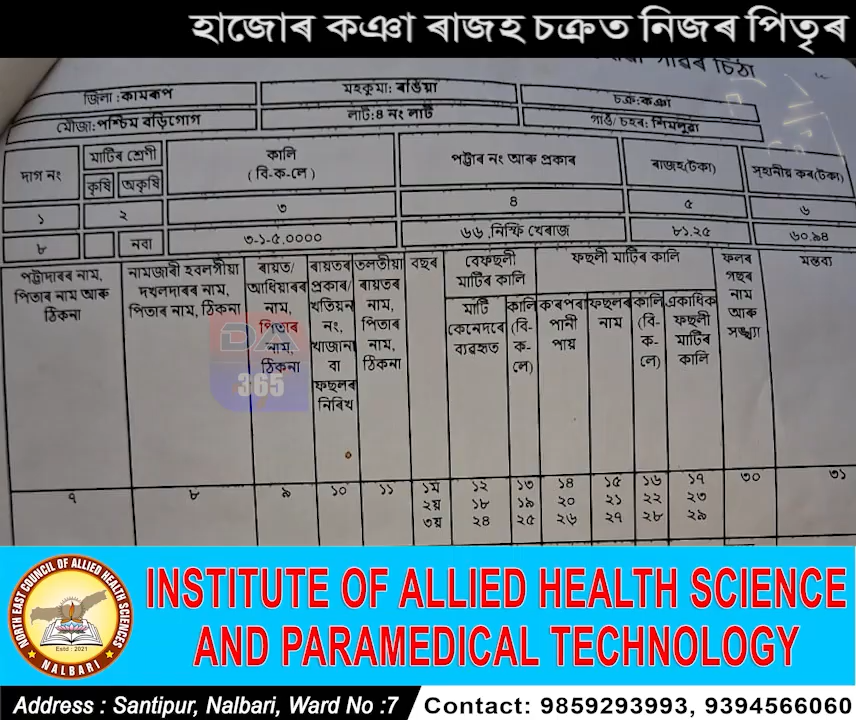 হাজোৰ কঞা ৰাজহ চক্ৰত নিজৰ পিতৃৰ
গাৱঁৰ চিঠা
জিলা :কামৰূপ
মহকুমা: ৰঙিয়া
চক্ৰ:কঞা
মৌজা:পশ্চিম বড়িগোগ
লাট:৪ নং লাট
গাওঁ/ চহৰ: শিমলুৱা
দাগ নং
মাটিৰ শ্ৰেণী
কৃষি
অকৃষি
কালি
(বি-ক-লে)
পট্টাৰ নং আৰু প্ৰকাৰ
ৰাজহ(টকা)
স্থানীয় কৰ(টকা)
১ ২ ৩ ৪ ৫ ৬
৮ নবা ৩-১-৫.০০০০ ৬৬ ,নিস্ফি খেৰাজ ৮১.২৫ ৬০.৯৪
পট্টাদাৰৰ নাম,
পিতাৰ নাম আৰু
ঠিকনা
নামজাৰী হবলগীয়া
দখলদাৰৰ নাম,
পিতাৰ নাম, ঠিকনা
ৰায়ত/
আধিয়াৰৰ
নাম,
পিতাৰ
নাম,
ঠিকনা
ৰায়তৰ
প্ৰকাৰ/
খতিয়ন
নং,
খাজানা
বা
ফছলৰ
নিৰিখ
তলতীয়া
ৰায়তৰ
নাম,
পিতাৰ
নাম,
ঠিকনা
বছৰ
বেফছলী
মাটিৰ কালি
মাটি
কেনেদৰে
ব্যৱহৃত
কালি
(বি-
ক-
লে)
ফছলী মাটিৰ কালি
ক'ৰপৰা
পানী
পায়
ফছলৰ
নাম
কালি
(বি-
ক-
লে)
একাধিক
ফছলী
মাটিৰ
কালি
ফলৰ
গছৰ
নাম
আৰু
সংখ্যা
মন্তব্য
৭ ৮ ৯ ১০ ১১ ১ম ১২ ১৩ ১৪ ১৫ ১৬ ১৭ ৩০ ৩১
২য় ১৮ ১৯ ২০ ২১ ২২ ২৩
৩য় ২৪ ২৫ ২৬ ২৭ ২৮ ২৯
DA
365
NORTH EAST COUNCIL OF ALLIED HEALTH SCIENCES
Estd : 2021
NALBARI
INSTITUTE OF ALLIED HEALTH SCIENCE
AND PARAMEDICAL TECHNOLOGY
Address : Santipur, Nalbari, Ward No :7
Contact: 9859293993, 9394566060